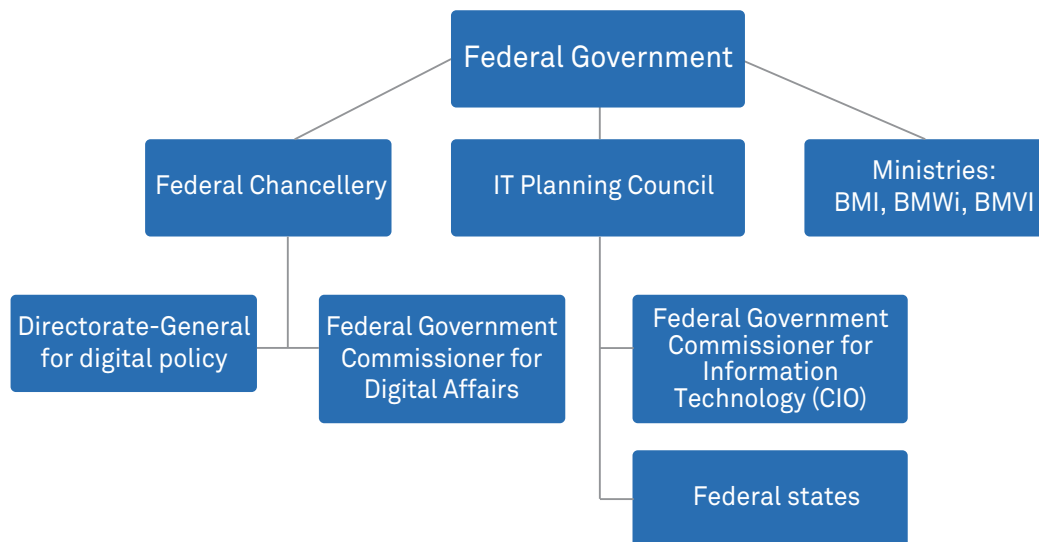 Federal Government
Federal Chancellery
IT Planning Council
Ministries:
BMI, BMWi, BMVI
Directorate-General
for digital policy
Federal Government
Commissioner for
Digital Affairs
Federal Government
Commissioner for
Information
Technology (CIO)
Federal states